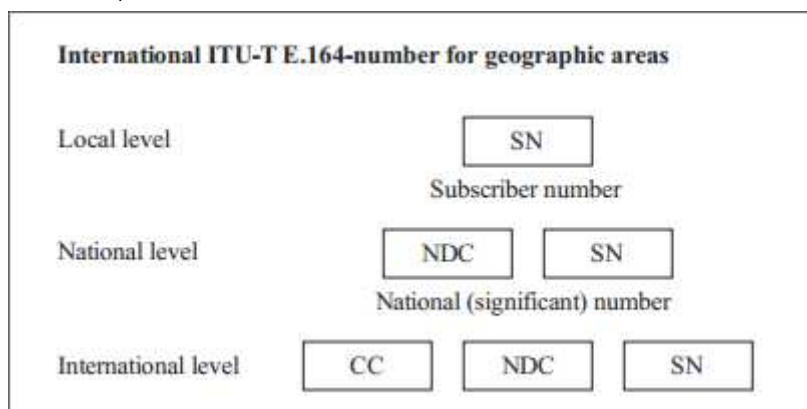 International ITU-T E.164-number for geographic areas
Local level SN
Subscriber number
National level NDC SN
National (significant) number
International level CC NDC SN